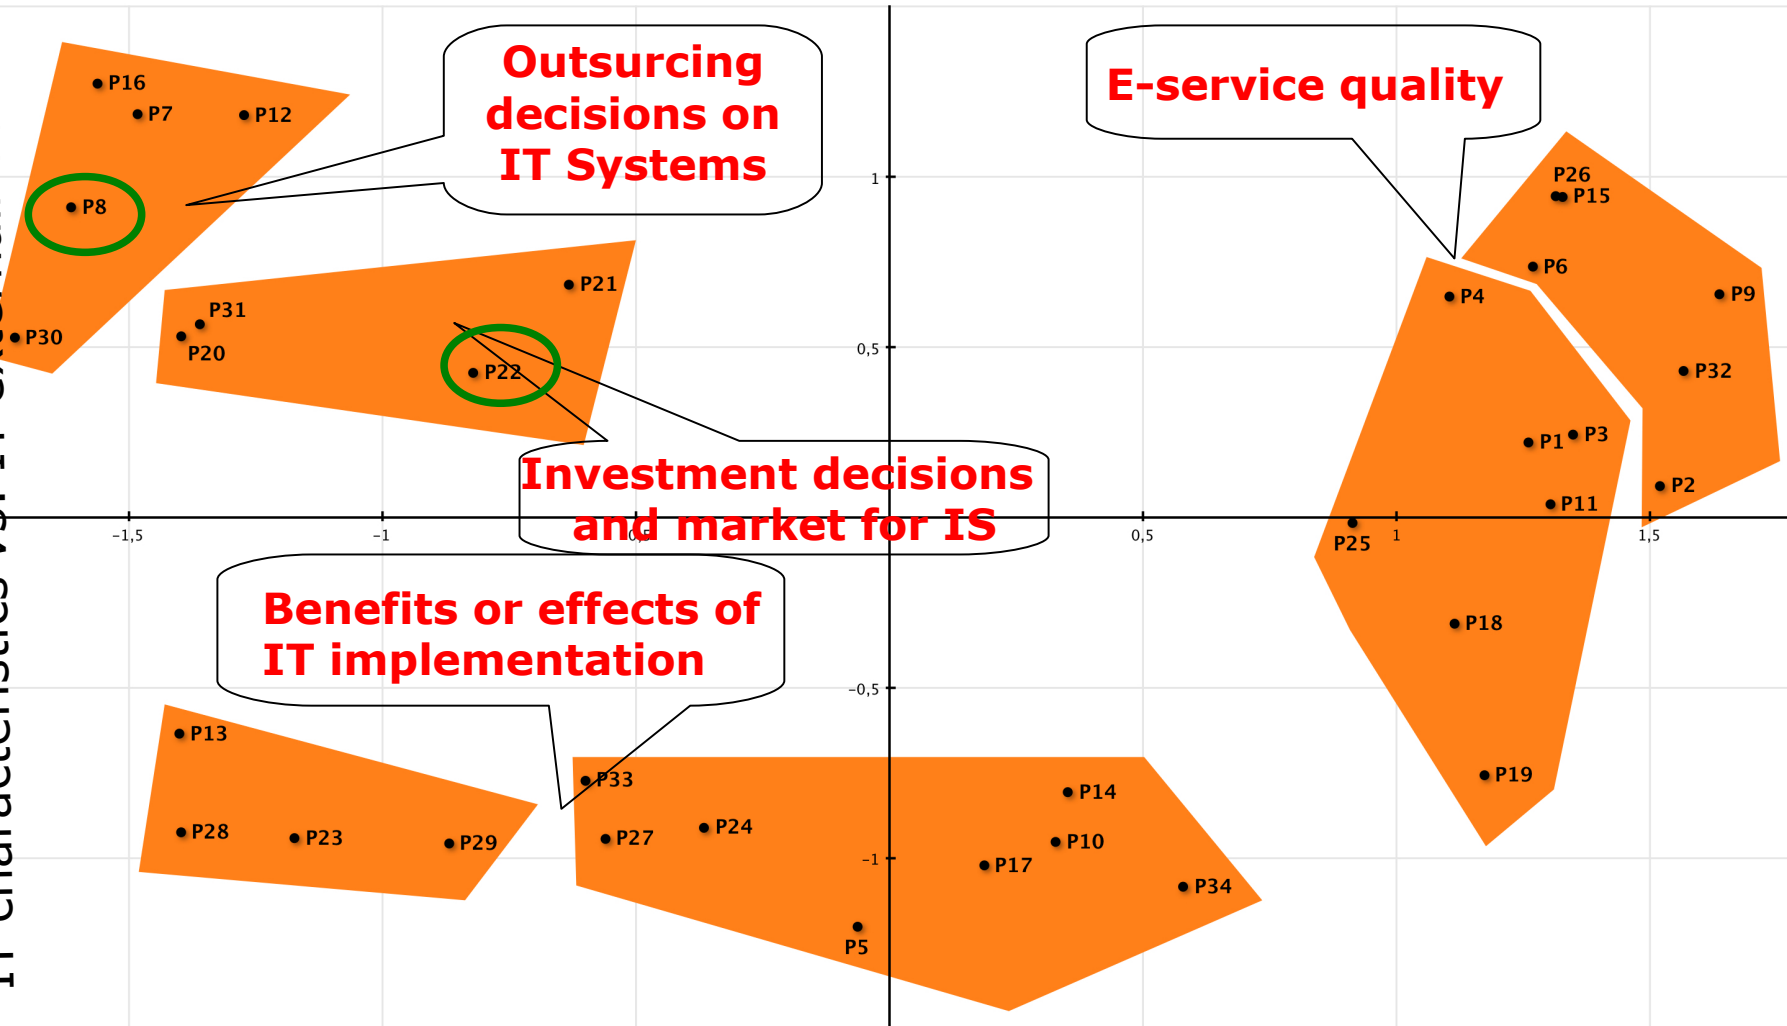 Outsurcing
decisions on
IT Systems
E-service quality
P16
P7
P12
P8
P30
P31
P20
P21
P22
P26
P15
P6
P4
P9
P32
P1
P3
P11
P2
P25
1
0,5
Investment decisions
and market for IS
–1,5
–1
0,5
1
1,5
Benefits or effects of
IT implementation
–0,5
P18
P19
P13
P28
P23
P29
P33
P27
P24
P14
P10
P17
P34
P5
–1
IT characteristics vs.